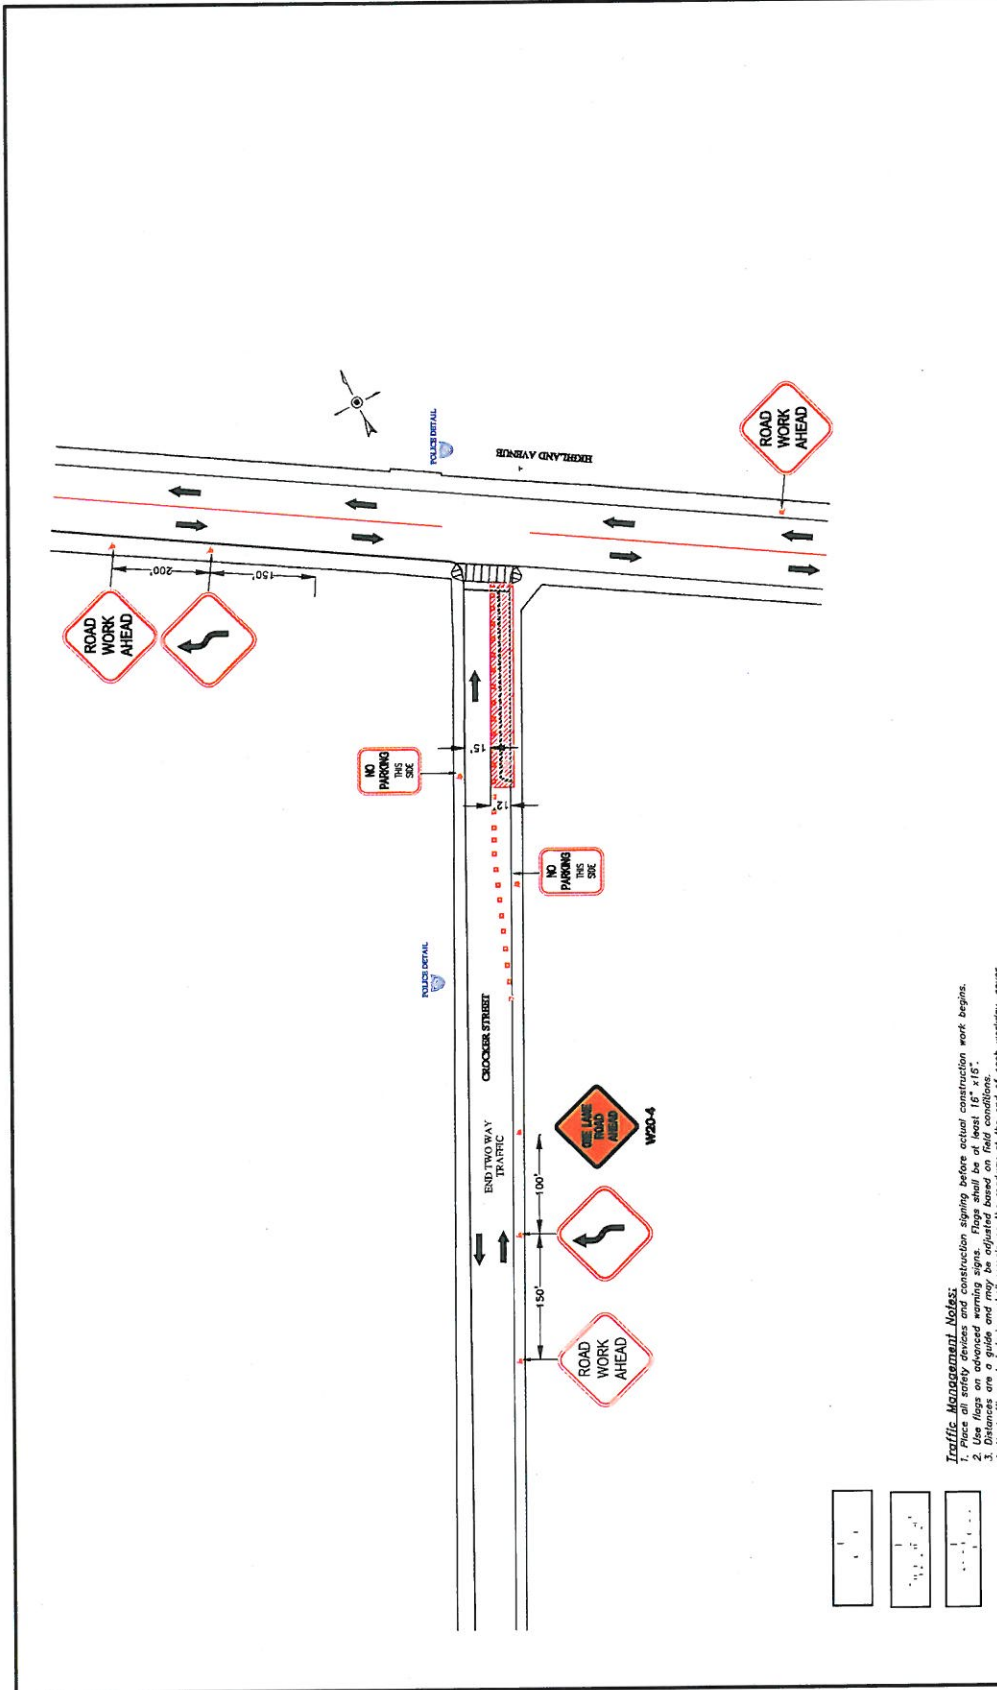 ROAD
WORK
AHEAD
200'
150'
POLICE DETAIL
HIGHLAND AVENUE
ROAD
WORK
AHEAD
NO
PARKING
THIS
SIDE
15'
12'
NO
PARKING
THIS
SIDE
POLICE DETAIL
CROCKER STREET
END TWO WAY
TRAFFIC
ONE LANE
ROAD
AHEAD
W20-4
100'
150'
ROAD
WORK
AHEAD
Traffic Management Notes:
1. Place all safety devices and construction signing before actual construction work begins.
2. Use flags on advanced warning signs. Flags shall be at least 16" x16".
3. Distances are a guide and may be adjusted based on field conditions.